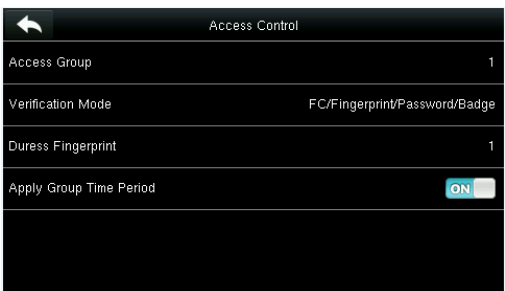 Access Control
Access Group 1
Verification Mode FC/Fingerprint/Password/Badge
Duress Fingerprint 1
Apply Group Time Period ON